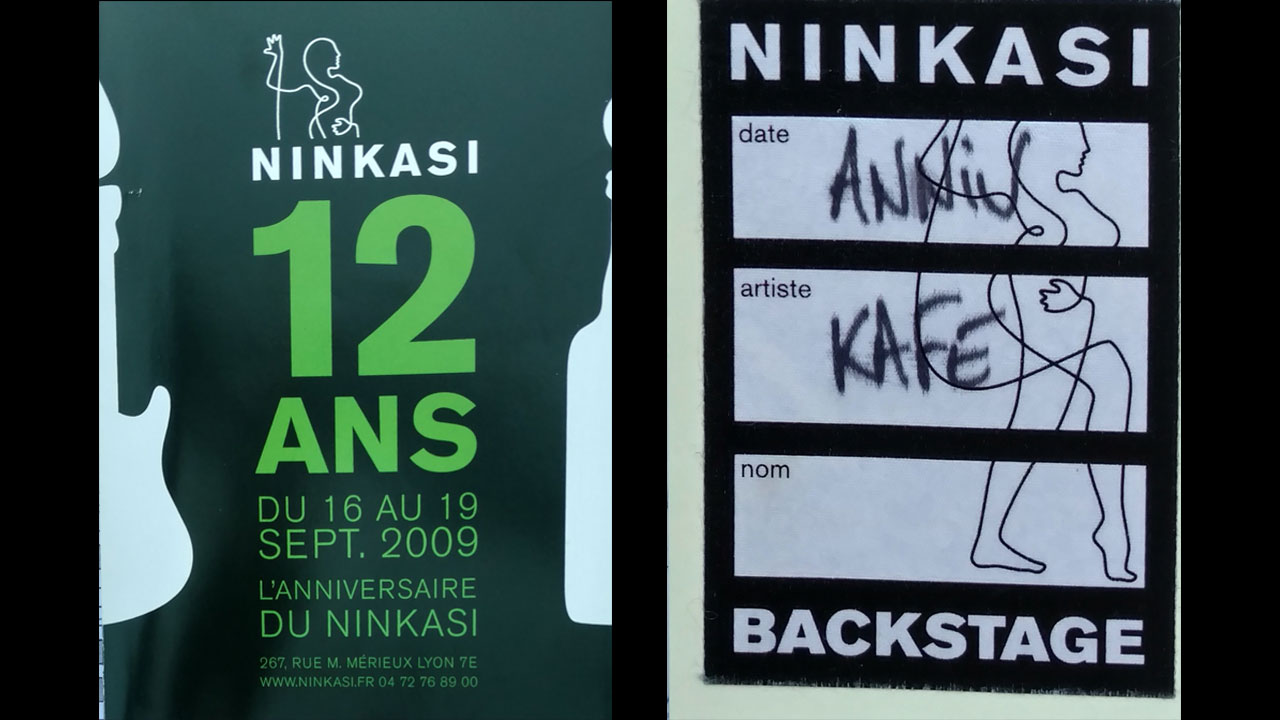 NINKASI
12
ANS
DU 16 AU 19
SEPT. 2009
L'ANNIVERSAIRE
DU NINKASI
267, RUE M. MÉRIEUX LYON 7E
WWW.NINKASI.FR 04 72 76 89 00
NINKASI
date
ANNiV
artiste
KAFE
nom
BACKSTAGE